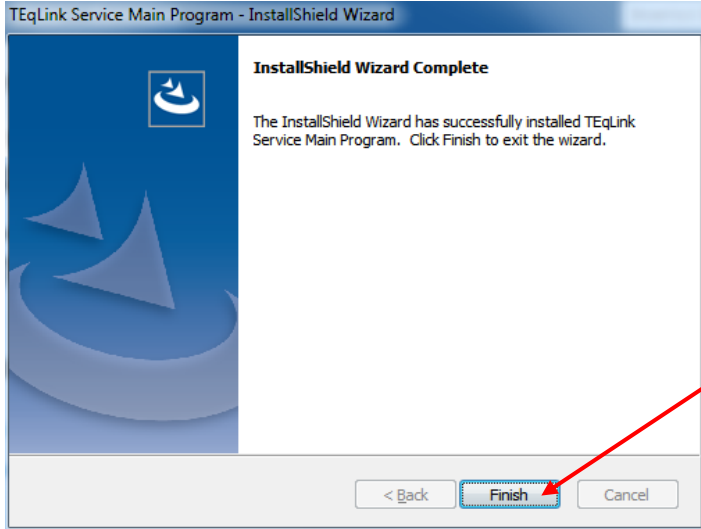 TEqLink Service Main Program - InstallShield Wizard
InstallShield Wizard Complete
The InstallShield Wizard has successfully installed TEqLink
Service Main Program. Click Finish to exit the wizard.
< Back
Finish
Cancel